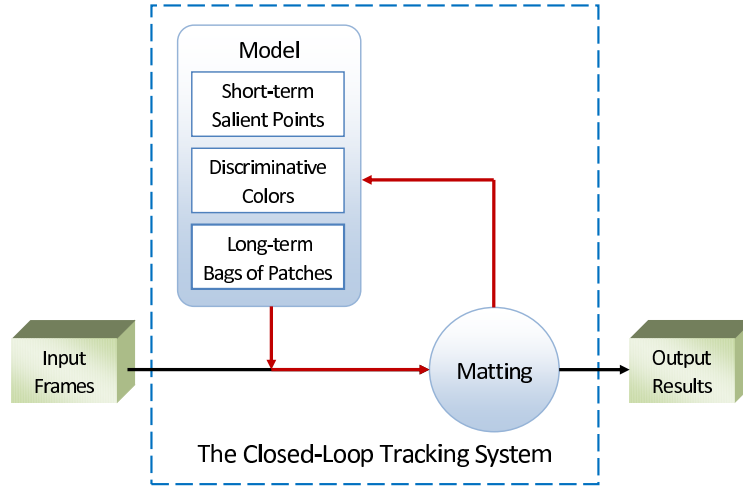 Model
Short-term
Salient Points
Discriminative
Colors
Long-term
Bags of Patches
Input
Frames
Matting
Output
Results
The Closed-Loop Tracking System